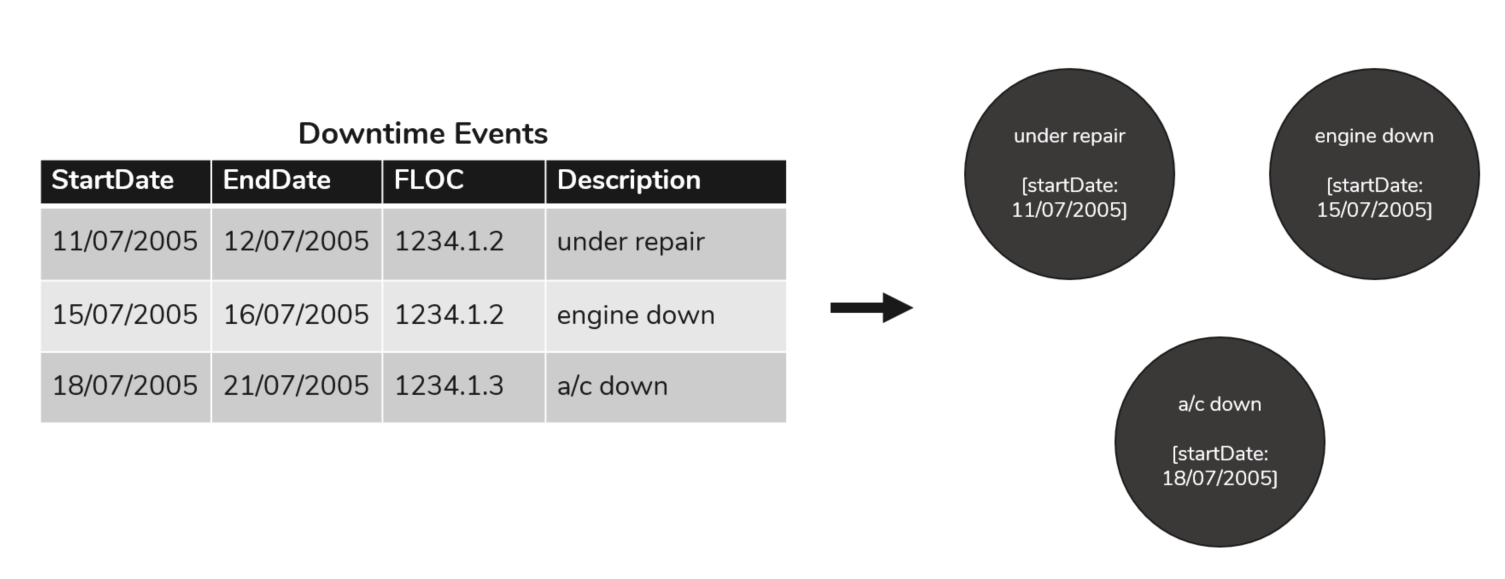 Downtime Events
StartDate EndDate FLOC Description
11/07/2005 12/07/2005 1234.1.2 under repair
15/07/2005 16/07/2005 1234.1.2 engine down
18/07/2005 21/07/2005 1234.1.3 a/c down
under repair
[startDate:
11/07/2005]
engine down
[startDate:
15/07/2005]
a/c down
[startDate:
18/07/2005]